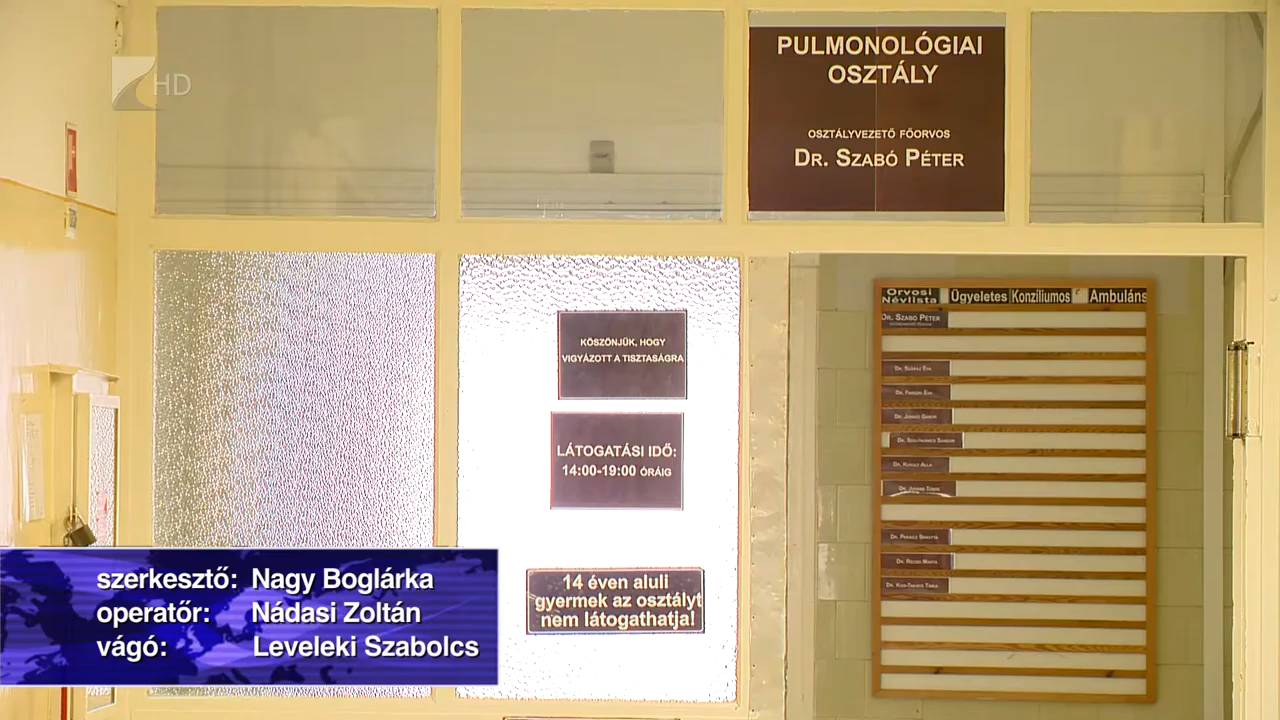 HD
PULMONOLÓGIAI
OSZTÁLY
OSZTÁLYVEZETŐ FŐORVOS
DR. SZABÓ PÉTER
KÖSZÖNJÜK, HOGY
VIGYÁZOTT A TISZTASÁGRA
LÁTOGATÁSI IDŐ:
14:00-19:00 ÓRÁIG
14 éven aluli
gyermek az osztályt
nem látogathatja!
Orvosi
Névlista
Ügyeletes
Konzíliumos
Ambuláns
DR. SZABÓ PÉTER
szerkesztő: Nagy Boglárka
operatőr: Nádasi Zoltán
vágó: Leveleki Szabolcs